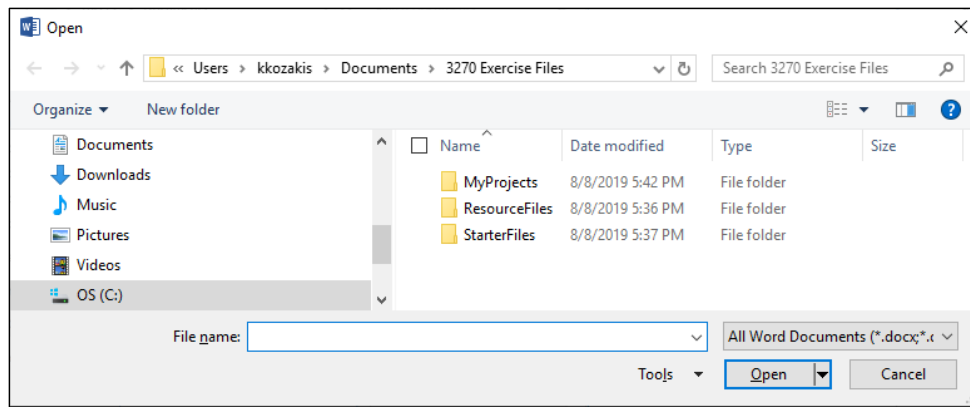 Open
« Users › kkozakis › Documents › 3270 Exercise Files
Search 3270 Exercise Files
Organize
New folder
Documents
Downloads
Music
Pictures
Videos
OS (C:)
Name Date modified Type Size
MyProjects 8/8/2019 5:42 PM File folder
ResourceFiles 8/8/2019 5:36 PM File folder
StarterFiles 8/8/2019 5:37 PM File folder
File name:
All Word Documents (*.docx;*.c
Tools
Open
Cancel